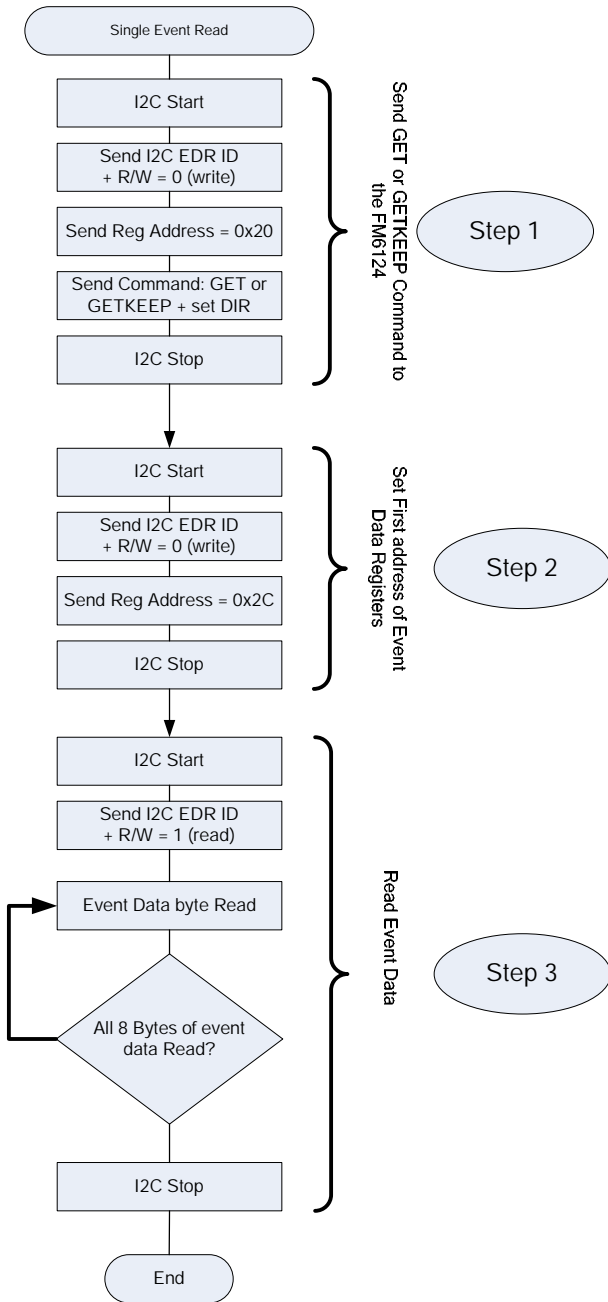 Single Event Read
I2C Start
Send I2C EDR ID
+ R/W = 0 (write)
Send Reg Address = 0x20
Send Command: GET or
GETKEEP + set DIR
I2C Stop
Send GET or GETKEEP Command to
the FM6124
Step 1
I2C Start
Send I2C EDR ID
+ R/W = 0 (write)
Send Reg Address = 0x2C
I2C Stop
Set First address of Event
Data Registers
Step 2
I2C Start
Send I2C EDR ID
+ R/W = 1 (read)
Event Data byte Read
All 8 Bytes of event
data Read?
I2C Stop
Read Event Data
Step 3
End